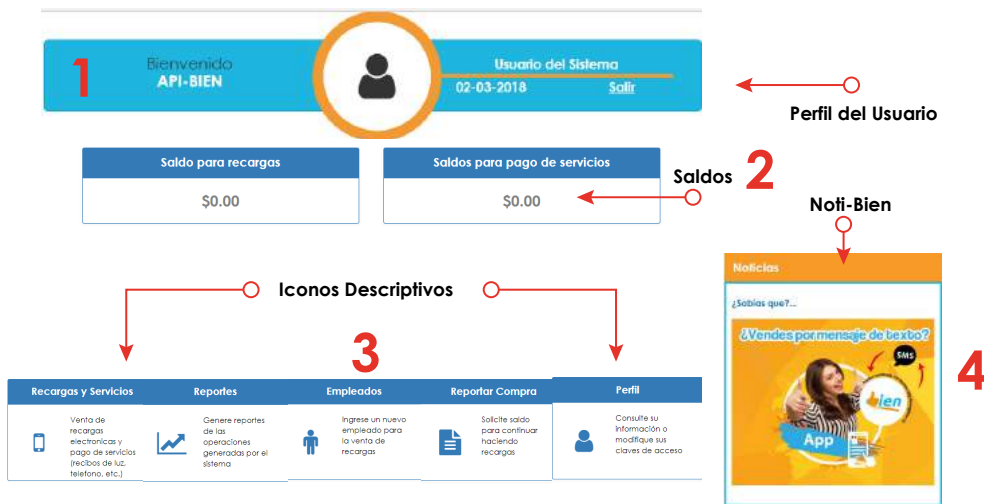 1
Bienvenido
API-BIEN
Usuario del Sistema
02-03-2018 Salir
Perfil del Usuario
Saldo para recargas
$0.00
Saldos para pago de servicios
$0.00
Saldos
2
Noti-Bien
Noticias
¿Sabías que?...
¿Vendes por mensaje de texto?
SMS
bien
App
4
Iconos Descriptivos
3
Recargas y Servicios
Venta de
recargas
electronicas y
pago de servicios
(recibos de luz,
telefono, etc.)
Reportes
Genere reportes
de las
operaciones
generadas por el
sistema
Empleados
Ingrese un nuevo
empleado para
la venta de
recargas
Reportar Compra
Solicite saldo
para continuar
haciendo
recargas
Perfil
Consulte su
información o
modifique sus
claves de acceso